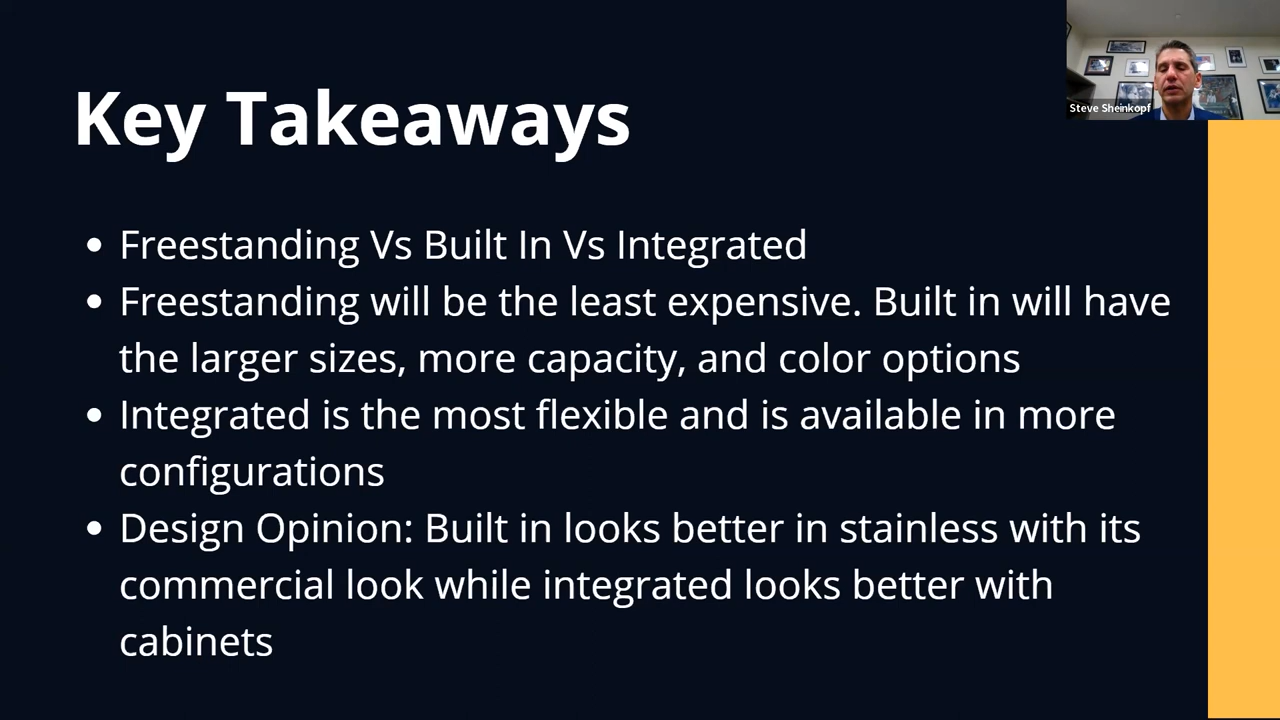 Steve Sheinkopf
Key Takeaways
• Freestanding Vs Built In Vs Integrated
• Freestanding will be the least expensive. Built in will have
the larger sizes, more capacity, and color options
• Integrated is the most flexible and is available in more
configurations
• Design Opinion: Built in looks better in stainless with its
commercial look while integrated looks better with
cabinets